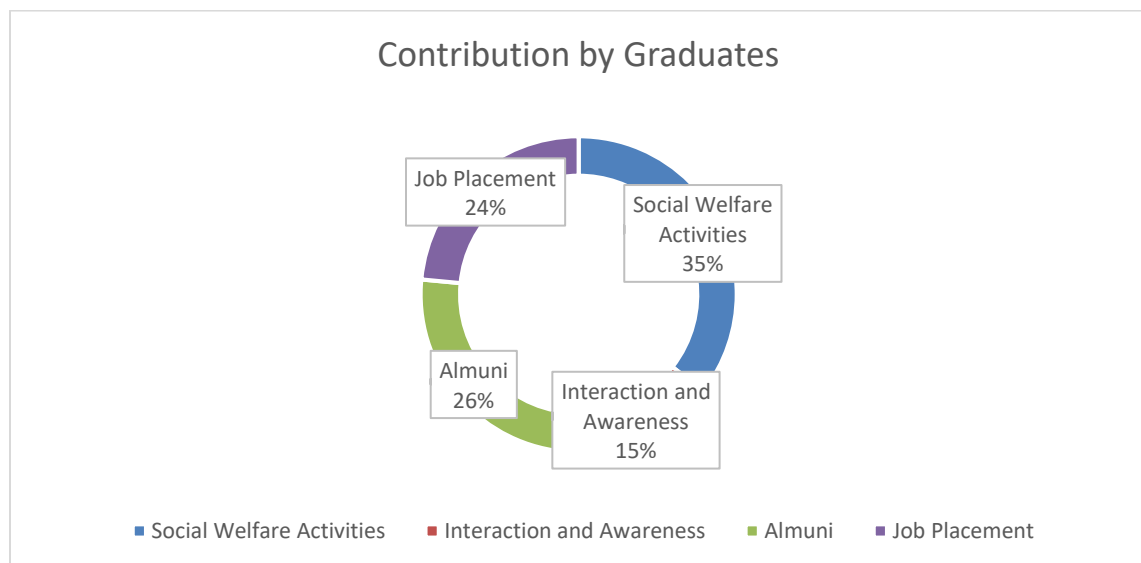 Contribution by Graduates
Job Placement
24%
Social Welfare
Activities
35%
Almuni
26%
Interaction and
Awareness
15%
Social Welfare Activities
Interaction and Awareness
Almuni
Job Placement